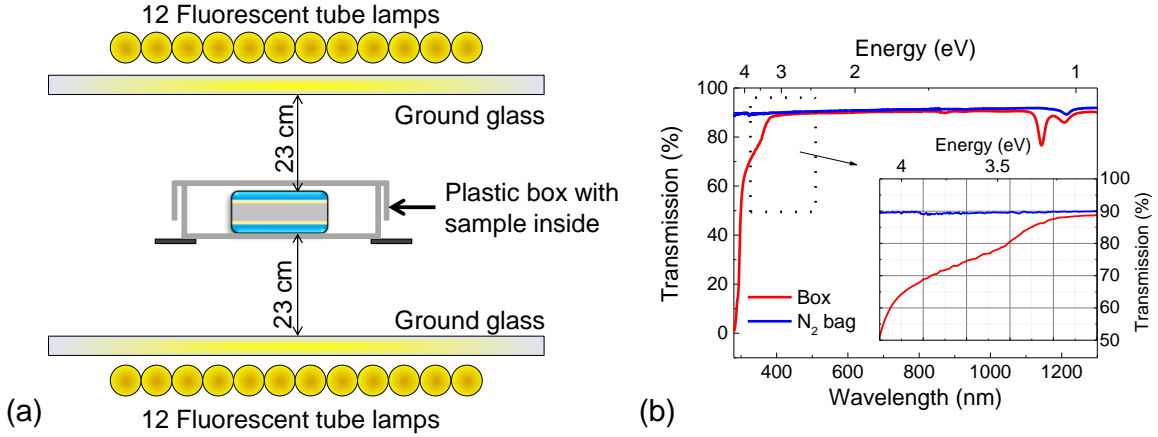 12 Fluorescent tube lamps
Ground glass
23 cm
Plastic box with
sample inside
23 cm
Ground glass
12 Fluorescent tube lamps
(a)
Energy (eV)
4 3 2 1
100
80
60
40
20
0
Transmission (%)
Energy (eV)
4 3.5
100
90
80
70
60
50
Transmission (%)
Box
N₂ bag
400 600 800 1000 1200
Wavelength (nm)
(b)